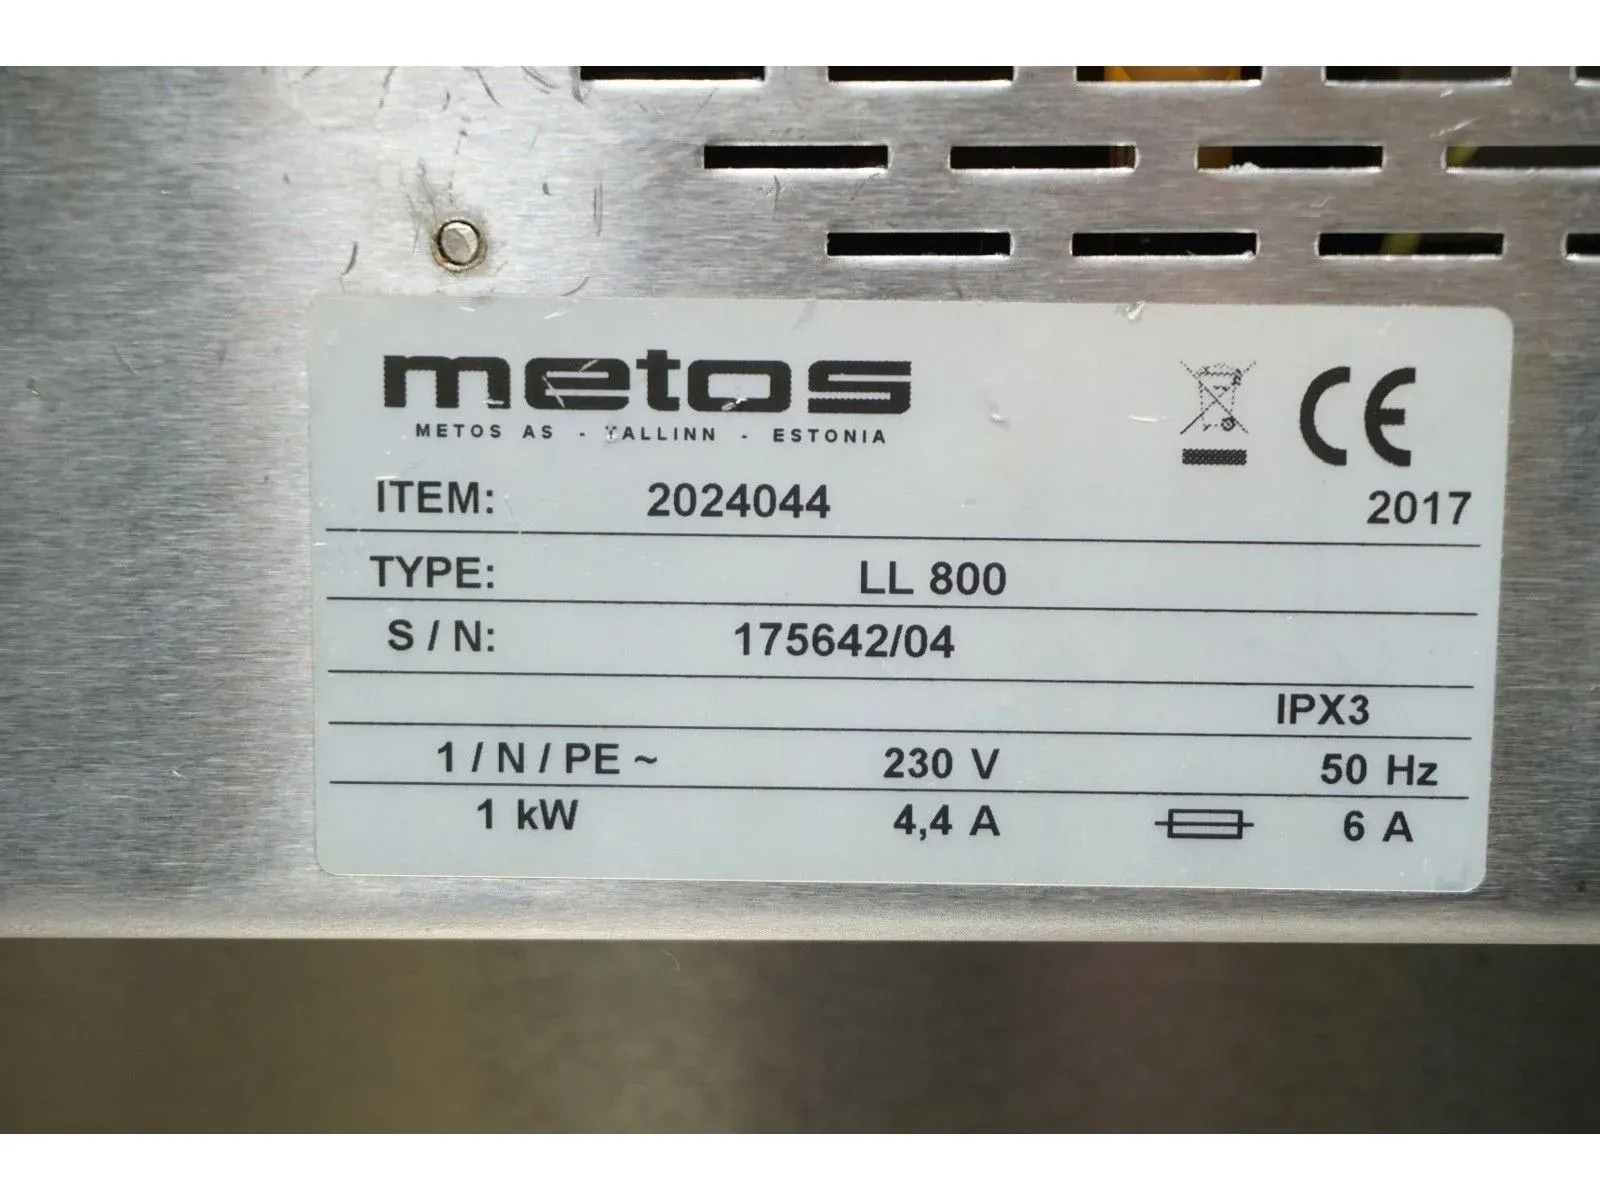 metos
METOS AS - TALLINN - ESTONIA
CE
ITEM: 2024044 2017
TYPE: LL 800
S / N: 175642/04
IPX3
1 / N / PE ~ 230 V 50 Hz
1 kW 4,4 A 6 A